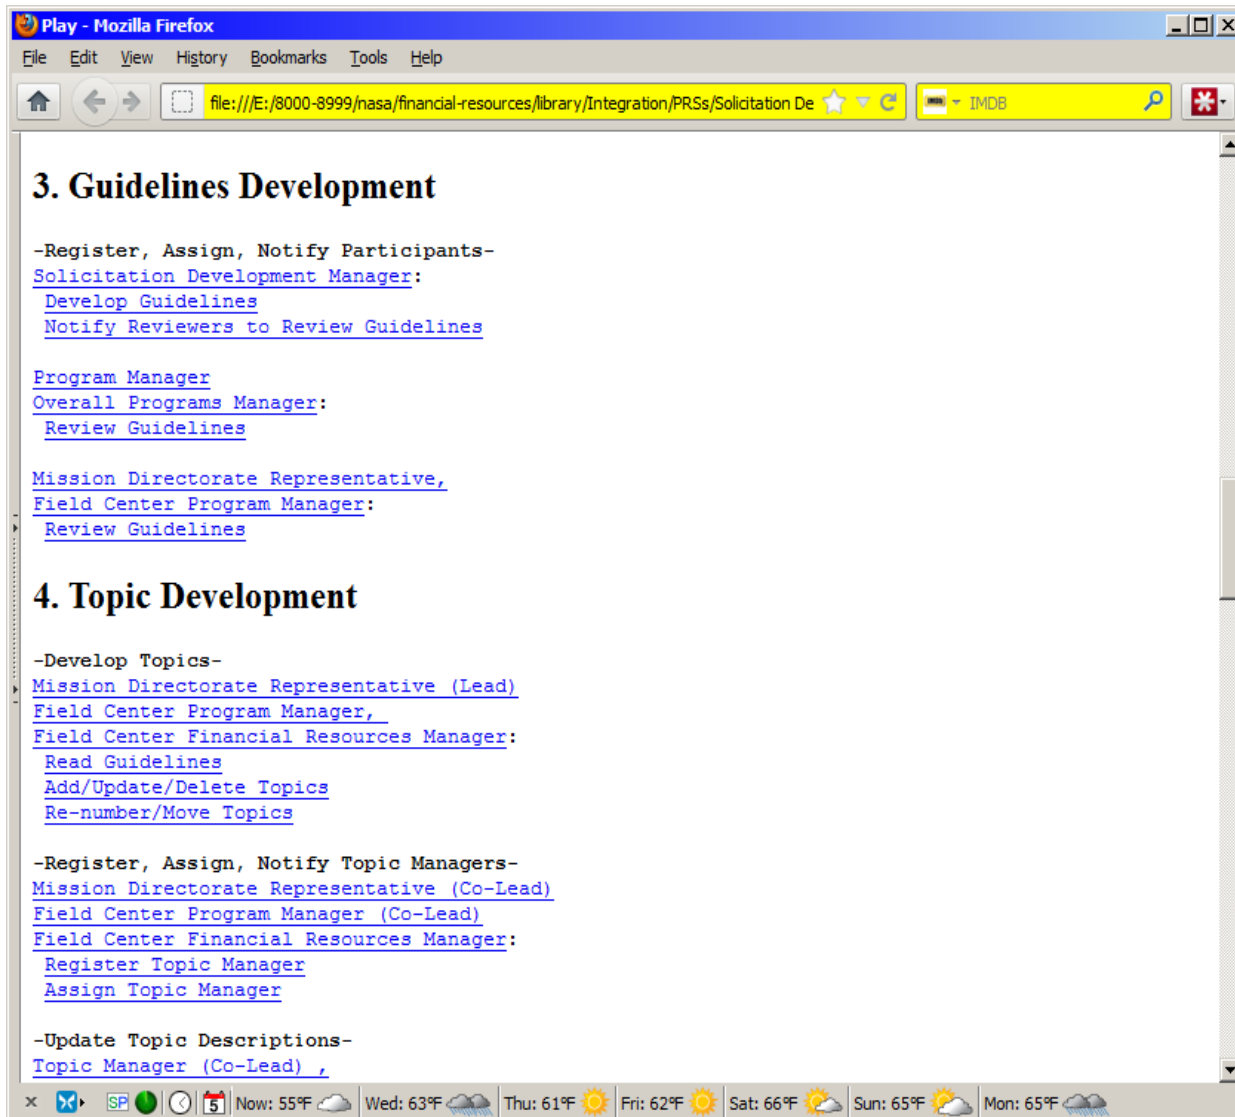 Play - Mozilla Firefox
File Edit View History Bookmarks Tools Help
file:///E:/8000-8999/nasa/financial-resources/library/Integration/PRSs/Solicitation De
IMDB
3. Guidelines Development
-Register, Assign, Notify Participants-
Solicitation Development Manager:
Develop Guidelines
Notify Reviewers to Review Guidelines
Program Manager
Overall Programs Manager:
Review Guidelines
Mission Directorate Representative,
Field Center Program Manager:
Review Guidelines
4. Topic Development
-Develop Topics-
Mission Directorate Representative (Lead)
Field Center Program Manager,
Field Center Financial Resources Manager:
Read Guidelines
Add/Update/Delete Topics
Re-number/Move Topics
-Register, Assign, Notify Topic Managers-
Mission Directorate Representative (Co-Lead)
Field Center Program Manager (Co-Lead)
Field Center Financial Resources Manager:
Register Topic Manager
Assign Topic Manager
-Update Topic Descriptions-
Topic Manager (Co-Lead) ,
SP 5 Now: 55°F Wed: 63°F Thu: 61°F Fri: 62°F Sat: 66°F Sun: 65°F Mon: 65°F